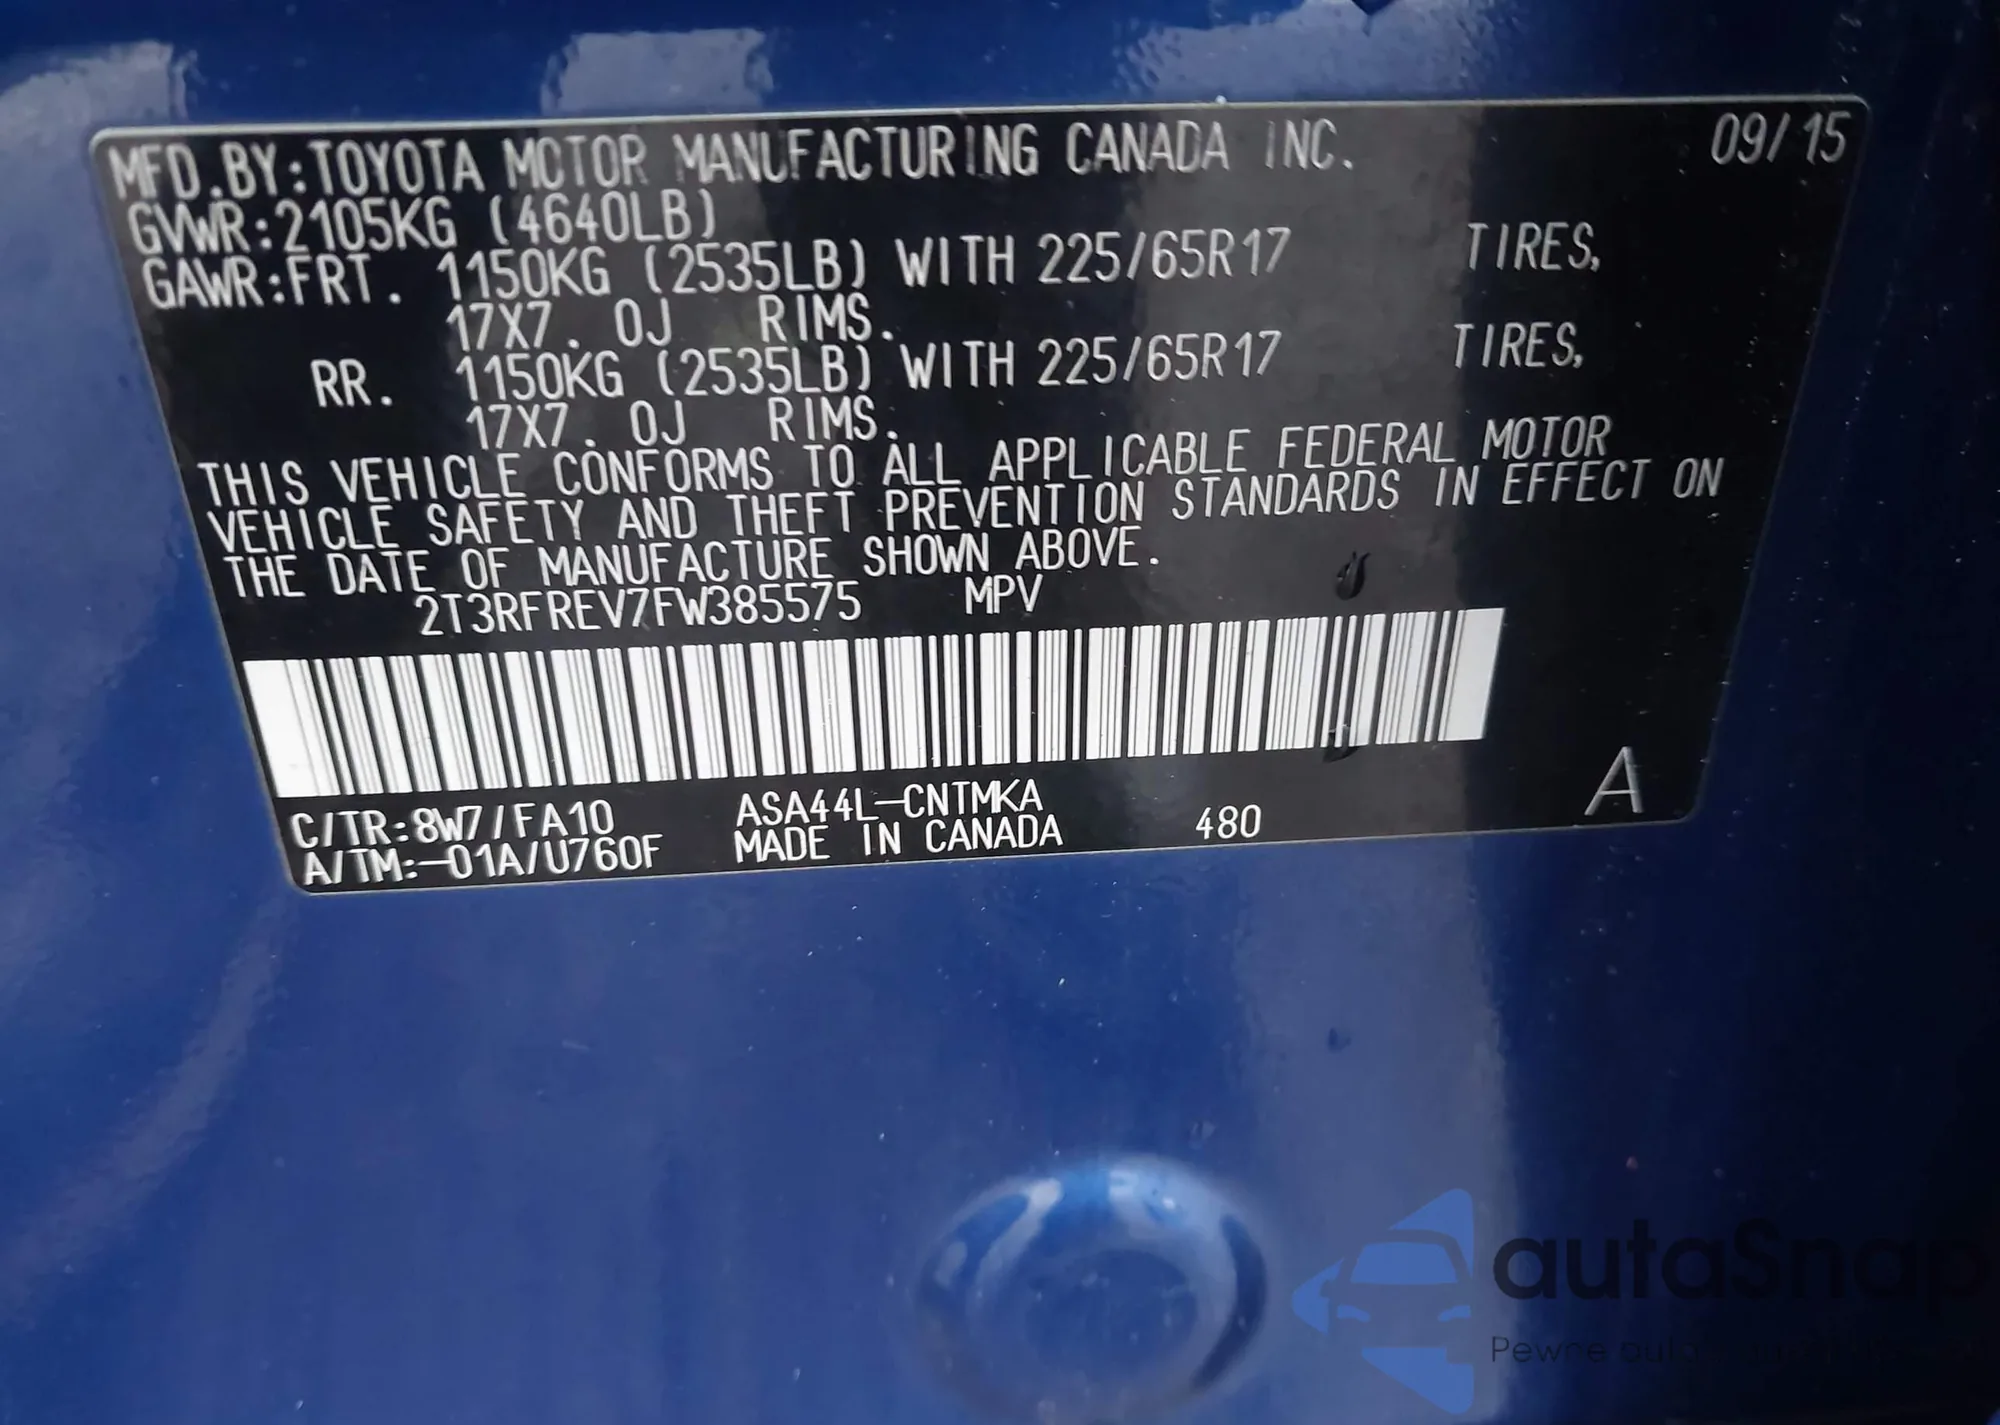 MFD.BY:TOYOTA MOTOR MANUFACTURING CANADA INC. 09/15
GVWR:2105KG (4640LB)
GAWR:FRT. 1150KG (2535LB) WITH 225/65R17 TIRES,
17X7.0J RIMS.
RR. 1150KG (2535LB) WITH 225/65R17 TIRES,
17X7.0J RIMS.
THIS VEHICLE CONFORMS TO ALL APPLICABLE FEDERAL MOTOR
VEHICLE SAFETY AND THEFT PREVENTION STANDARDS IN EFFECT ON
THE DATE OF MANUFACTURE SHOWN ABOVE.
2T3RFREV7FW385575 MPV
C/TR:8W7/FA10 ASA44L-CNTMKA
A/TM:-01A/U760F MADE IN CANADA 480 A
autaSnap
Pewne auta